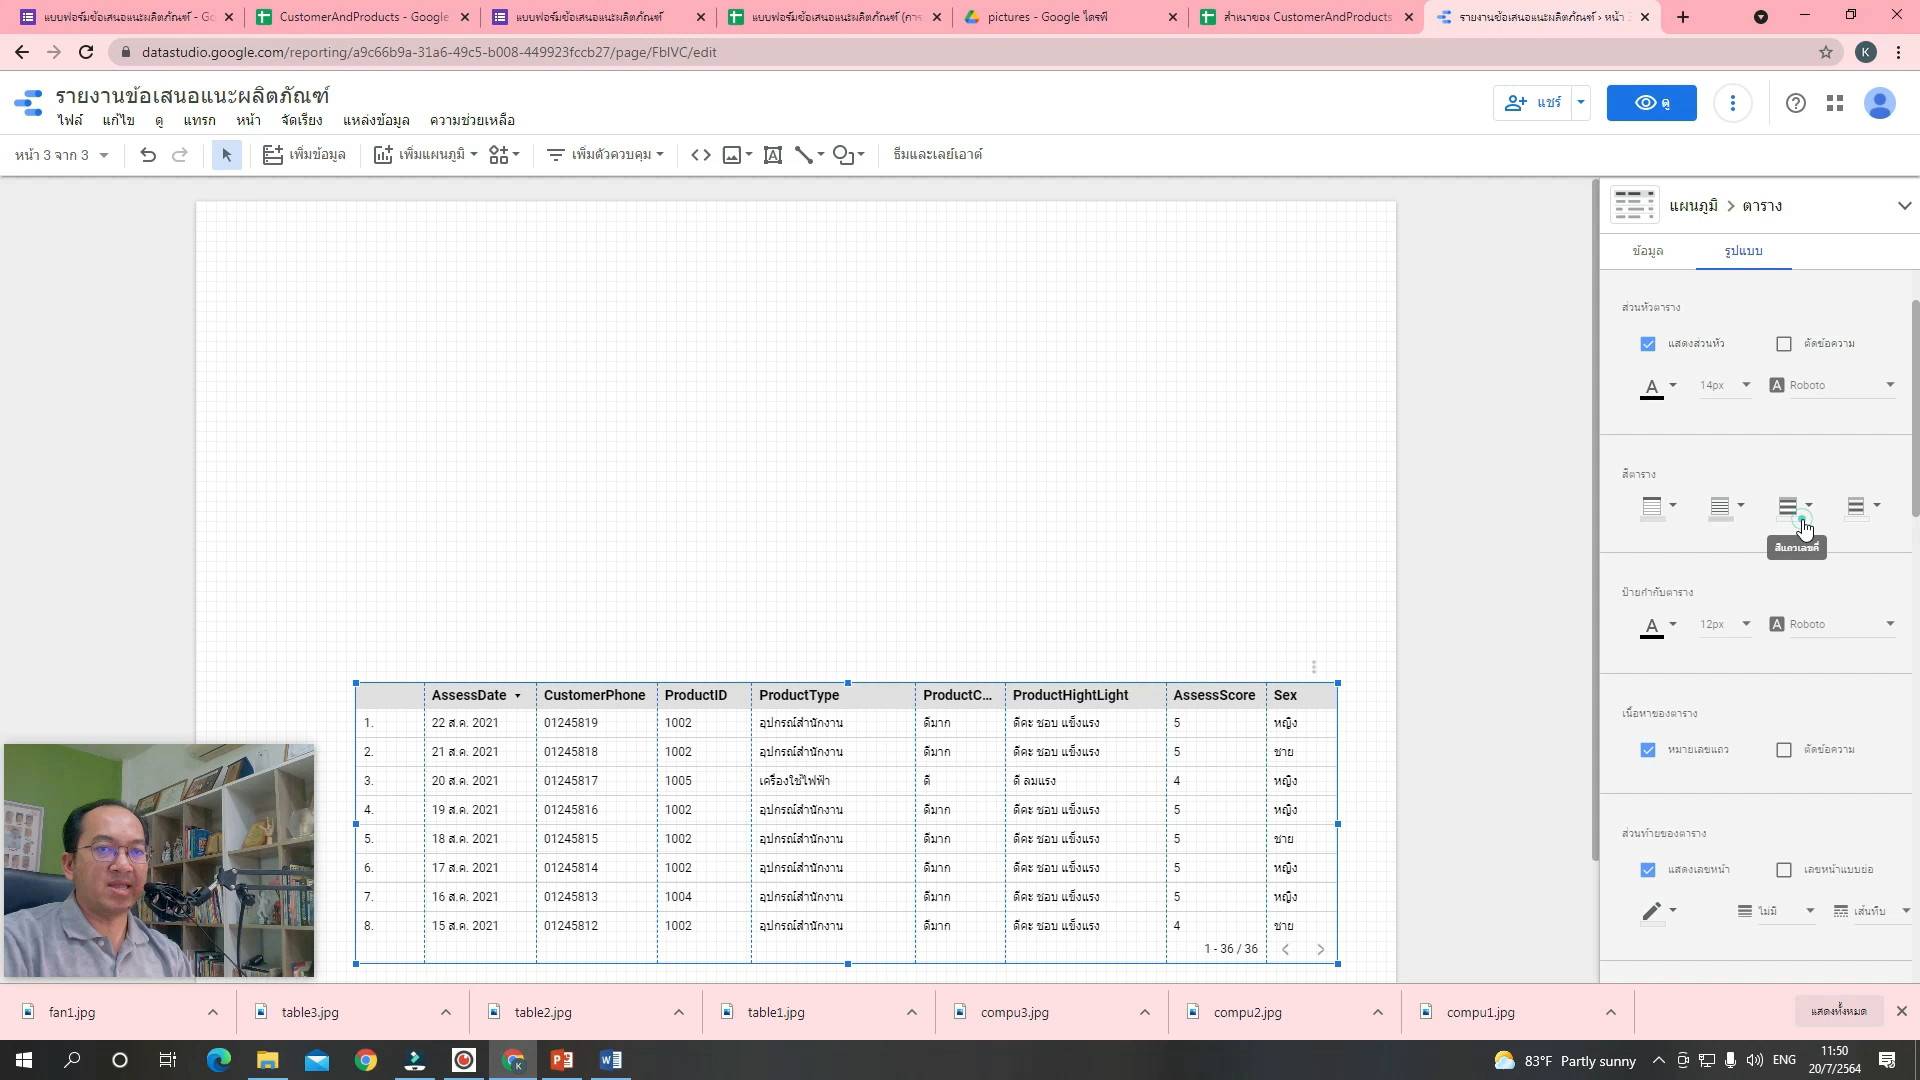 แบบฟอร์มข้อเสนอแนะผลิตภัณฑ์ - Go
CustomerAndProducts - Google
แบบฟอร์มข้อเสนอแนะผลิตภัณฑ์
แบบฟอร์มข้อเสนอแนะผลิตภัณฑ์ (กา
pictures - Google ไดรฟ์
สำเนาของ CustomerAndProducts
รายงานข้อเสนอแนะผลิตภัณฑ์ › หน้า 3
datastudio.google.com/reporting/a9c66b9a-31a6-49c5-b008-449923fccb27/page/FbIVC/edit
K
รายงานข้อเสนอแนะผลิตภัณฑ์
ไฟล์ แก้ไข ดู แทรก หน้า จัดเรียง แหล่งข้อมูล ความช่วยเหลือ
แชร์
ดู
หน้า 3 จาก 3
เพิ่มข้อมูล
เพิ่มแผนภูมิ
เพิ่มตัวควบคุม
ธีมและเลย์เอาต์
แผนภูมิ > ตาราง
ข้อมูล รูปแบบ
ส่วนหัวตาราง
แสดงส่วนหัว ตัดข้อความ
A 14px A Roboto
สีตาราง
สีแถวเลขคี่
ป้ายกำกับตาราง
A 12px A Roboto
เนื้อหาของตาราง
หมายเลขแถว ตัดข้อความ
ส่วนท้ายของตาราง
แสดงเลขหน้า เลขหน้าแบบย่อ
ไม่มี เส้นทึบ
AssessDate CustomerPhone ProductID ProductType ProductC... ProductHightLight AssessScore Sex
1. 22 ส.ค. 2021 01245819 1002 อุปกรณ์สำนักงาน ดีมาก ดีคะ ชอบ แข็งแรง 5 หญิง
2. 21 ส.ค. 2021 01245818 1002 อุปกรณ์สำนักงาน ดีมาก ดีคะ ชอบ แข็งแรง 5 ชาย
3. 20 ส.ค. 2021 01245817 1005 เครื่องใช้ไฟฟ้า ดี ดี ลมแรง 4 หญิง
4. 19 ส.ค. 2021 01245816 1002 อุปกรณ์สำนักงาน ดีมาก ดีคะ ชอบ แข็งแรง 5 หญิง
5. 18 ส.ค. 2021 01245815 1002 อุปกรณ์สำนักงาน ดีมาก ดีคะ ชอบ แข็งแรง 5 ชาย
6. 17 ส.ค. 2021 01245814 1002 อุปกรณ์สำนักงาน ดีมาก ดีคะ ชอบ แข็งแรง 5 หญิง
7. 16 ส.ค. 2021 01245813 1004 อุปกรณ์สำนักงาน ดีมาก ดีคะ ชอบ แข็งแรง 5 หญิง
8. 15 ส.ค. 2021 01245812 1002 อุปกรณ์สำนักงาน ดีมาก ดีคะ ชอบ แข็งแรง 4 ชาย
1 - 36 / 36
fan1.jpg
table3.jpg
table2.jpg
table1.jpg
compu3.jpg
compu2.jpg
compu1.jpg
แสดงทั้งหมด
83°F Partly sunny
ENG
11:50
20/7/2564